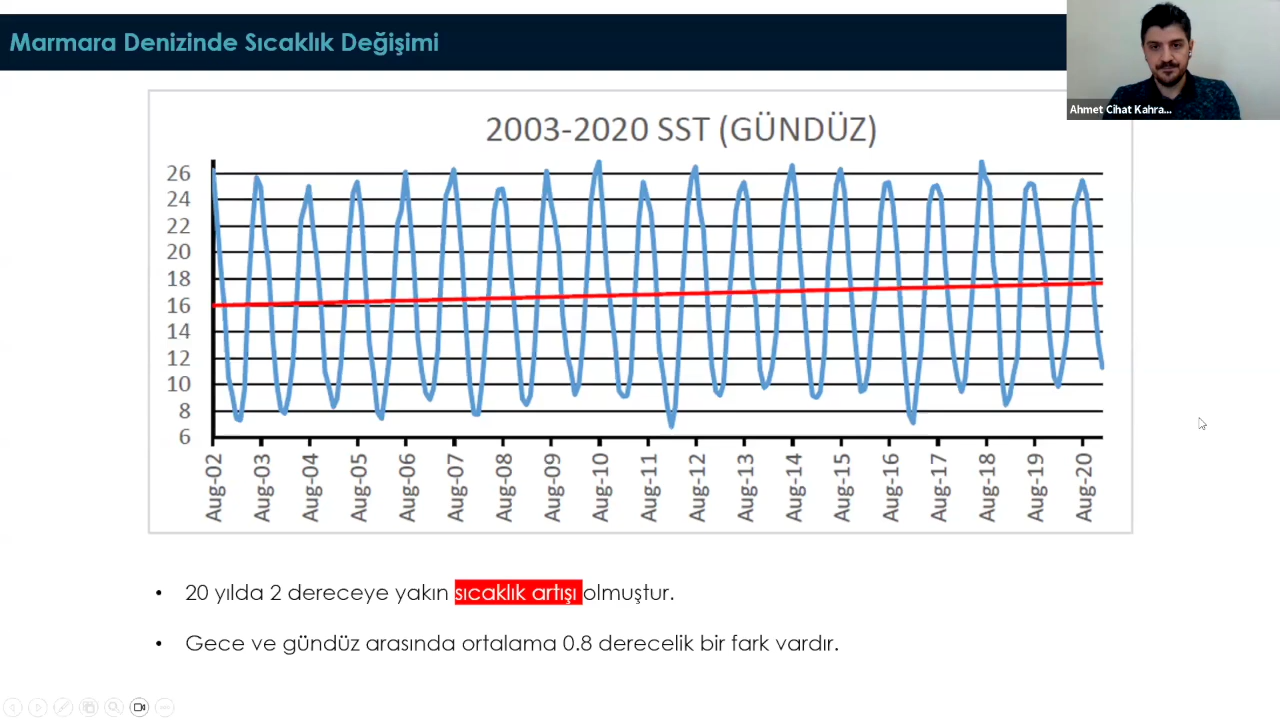 Marmara Denizinde Sıcaklık Değişimi
Ahmet Cihat Kahra...
2003-2020 SST (GÜNDÜZ)
26
24
22
20
18
16
14
12
10
8
6
Aug-02
Aug-03
Aug-04
Aug-05
Aug-06
Aug-07
Aug-08
Aug-09
Aug-10
Aug-11
Aug-12
Aug-13
Aug-14
Aug-15
Aug-16
Aug-17
Aug-18
Aug-19
Aug-20
• 20 yılda 2 dereceye yakın sıcaklık artışı olmuştur.
• Gece ve gündüz arasında ortalama 0.8 derecelik bir fark vardır.